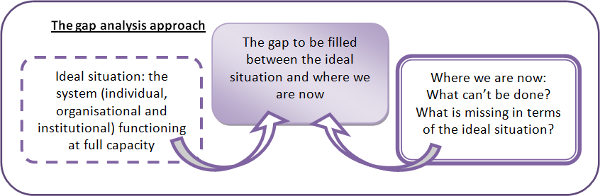 The gap analysis approach
Ideal situation: the
system (individual,
organisational and
institutional) functioning
at full capacity
The gap to be filled
between the ideal
situation and where we
are now
Where we are now:
What can't be done?
What is missing in terms
of the ideal situation?